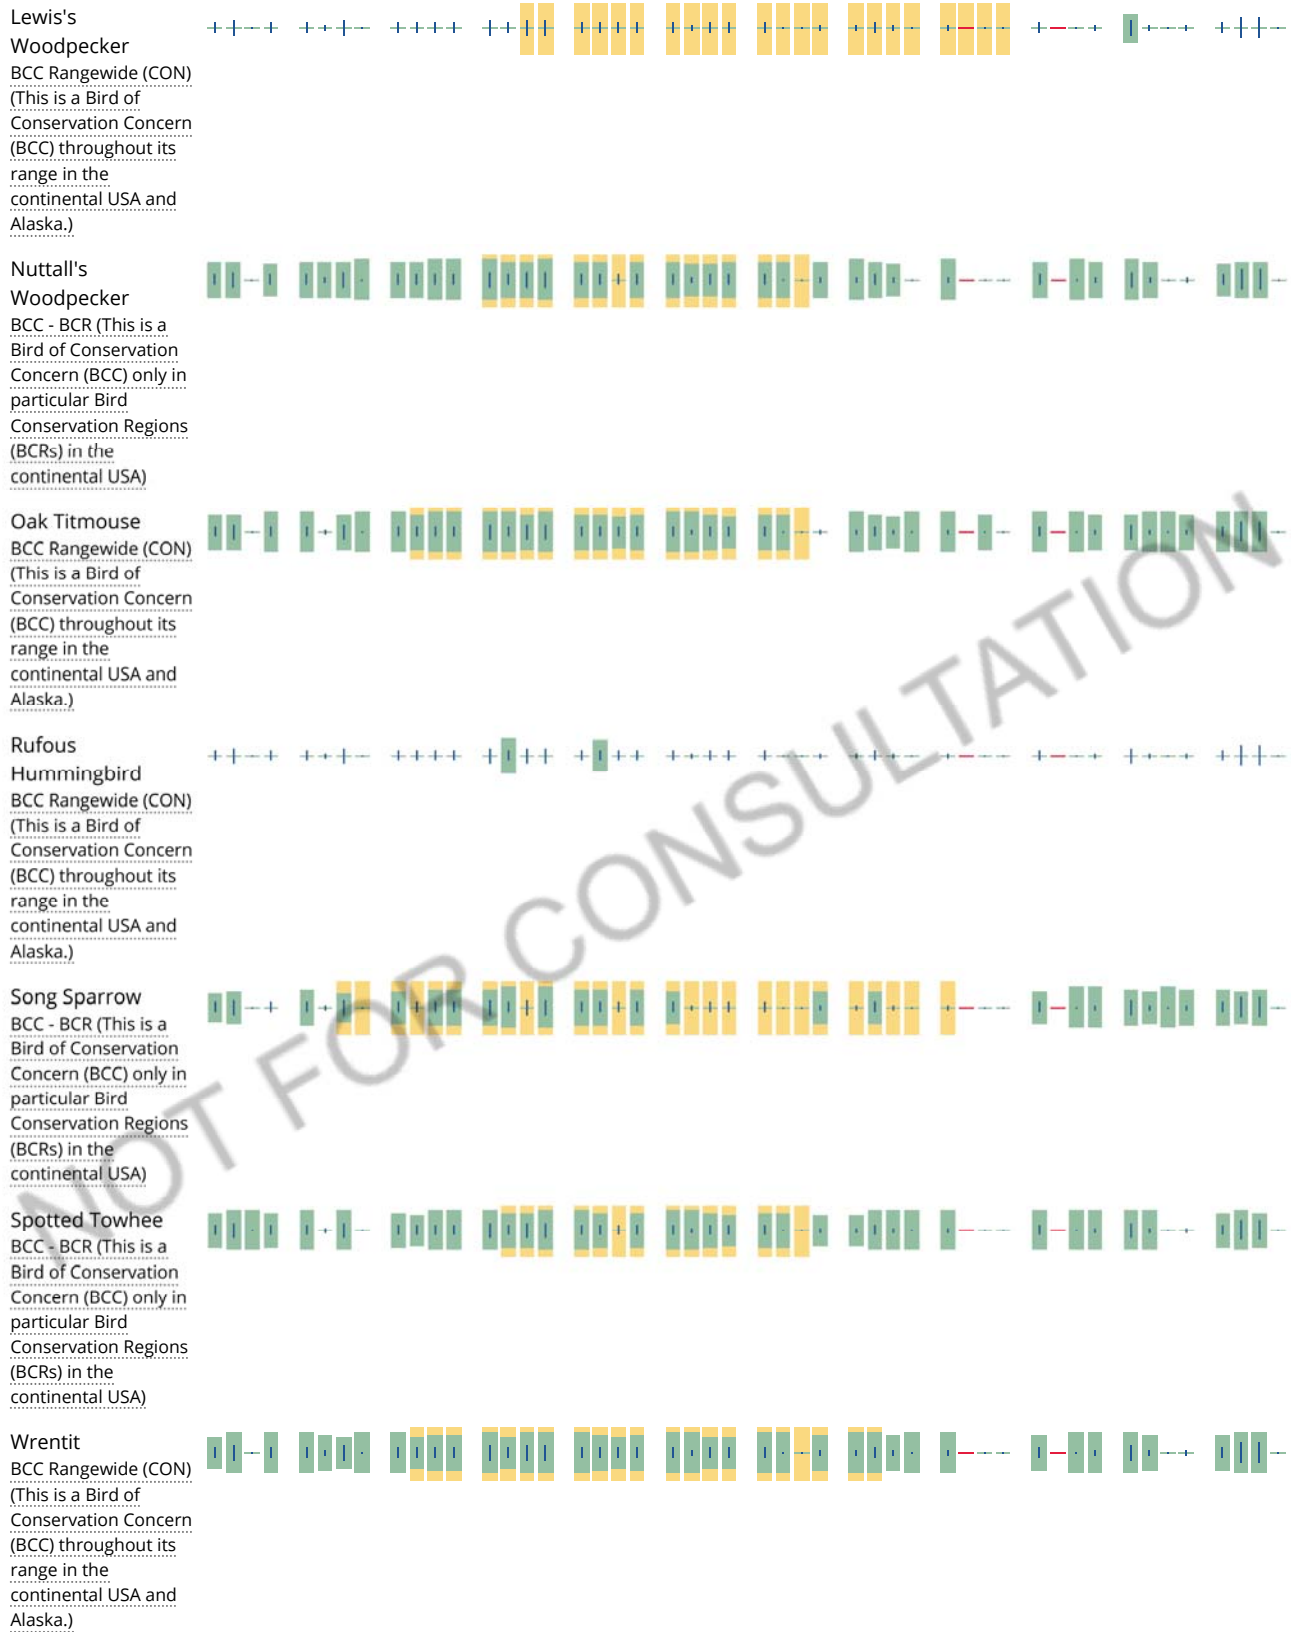 Lewis's
Woodpecker
BCC Rangewide (CON)
(This is a Bird of
Conservation Concern
(BCC) throughout its
range in the
continental USA and
Alaska.)
Nuttall's
Woodpecker
BCC - BCR (This is a
Bird of Conservation
Concern (BCC) only in
particular Bird
Conservation Regions
(BCRs) in the
continental USA)
Oak Titmouse
BCC Rangewide (CON)
(This is a Bird of
Conservation Concern
(BCC) throughout its
range in the
continental USA and
Alaska.)
Rufous
Hummingbird
BCC Rangewide (CON)
(This is a Bird of
Conservation Concern
(BCC) throughout its
range in the
continental USA and
Alaska.)
Song Sparrow
BCC - BCR (This is a
Bird of Conservation
Concern (BCC) only in
particular Bird
Conservation Regions
(BCRs) in the
continental USA)
Spotted Towhee
BCC - BCR (This is a
Bird of Conservation
Concern (BCC) only in
particular Bird
Conservation Regions
(BCRs) in the
continental USA)
Wrentit
BCC Rangewide (CON)
(This is a Bird of
Conservation Concern
(BCC) throughout its
range in the
continental USA and
Alaska.)
NOT FOR CONSULTATION